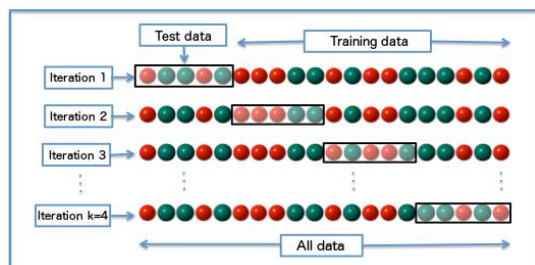 Test data
Training data
Iteration 1
Iteration 2
Iteration 3
Iteration k=4
All data